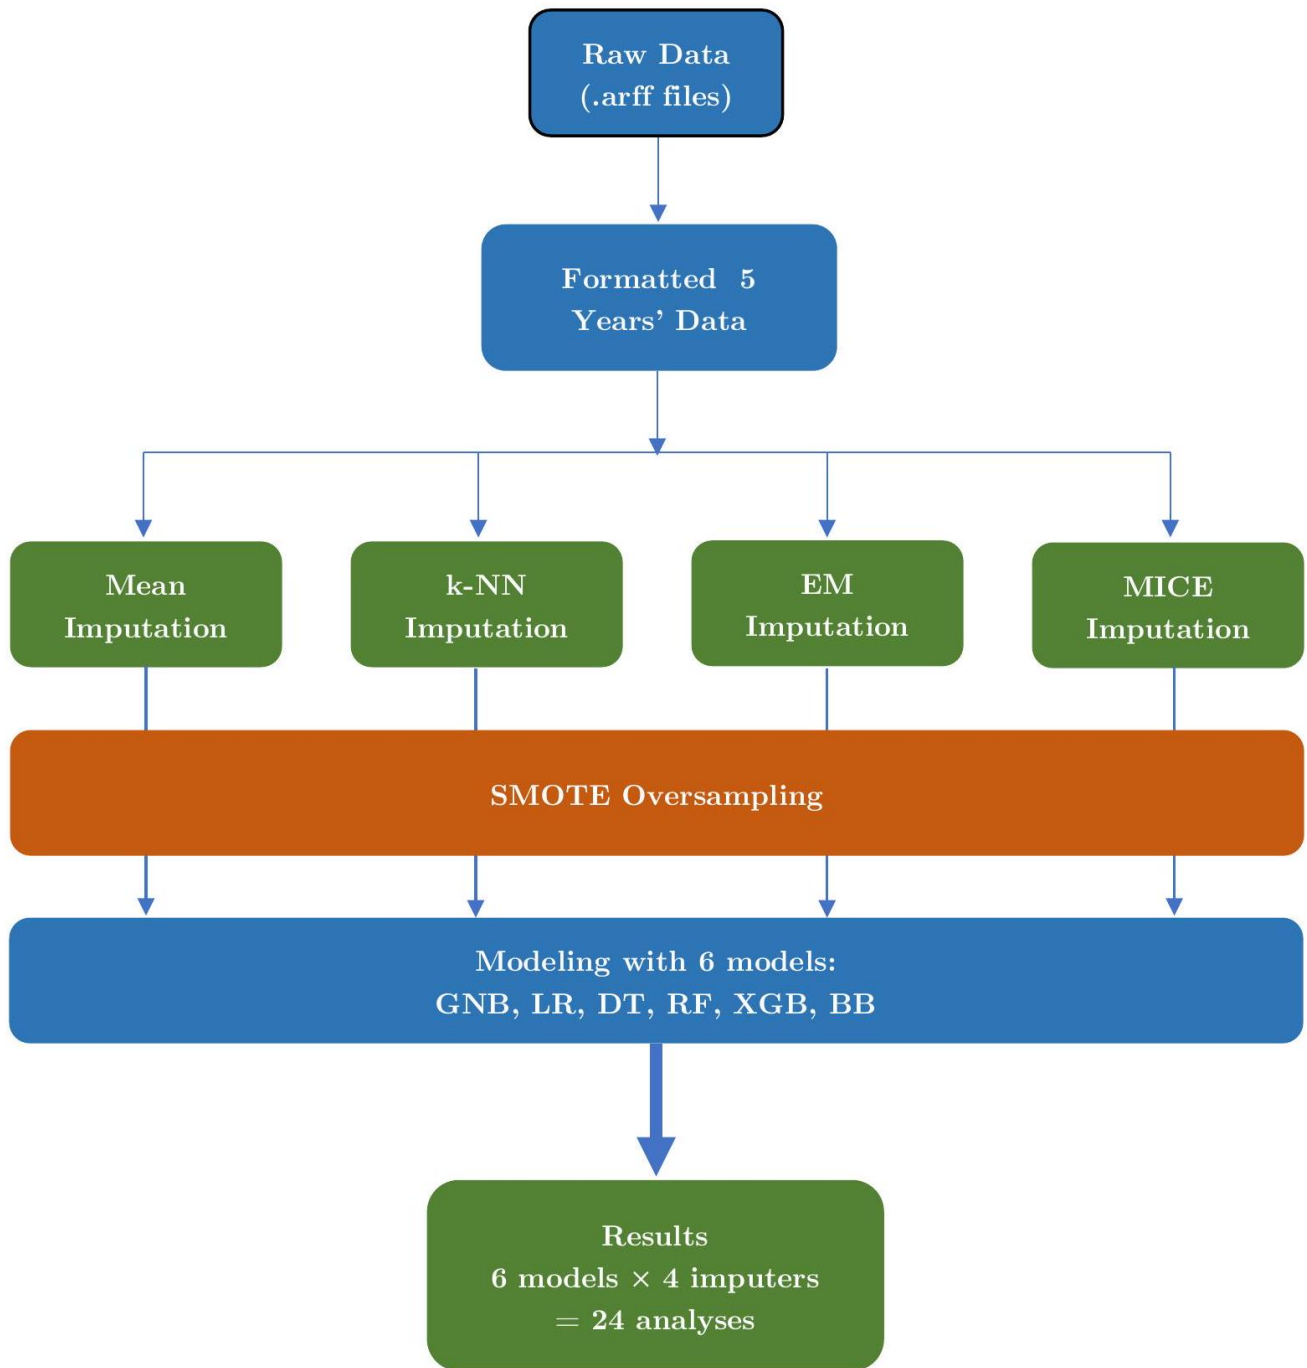 Raw Data
(.arff files)
Formatted 5
Years’ Data
Mean
Imputation
k-NN
Imputation
EM
Imputation
MICE
Imputation
SMOTE Oversampling
Modeling with 6 models:
GNB, LR, DT, RF, XGB, BB
Results
6 models × 4 imputers
= 24 analyses